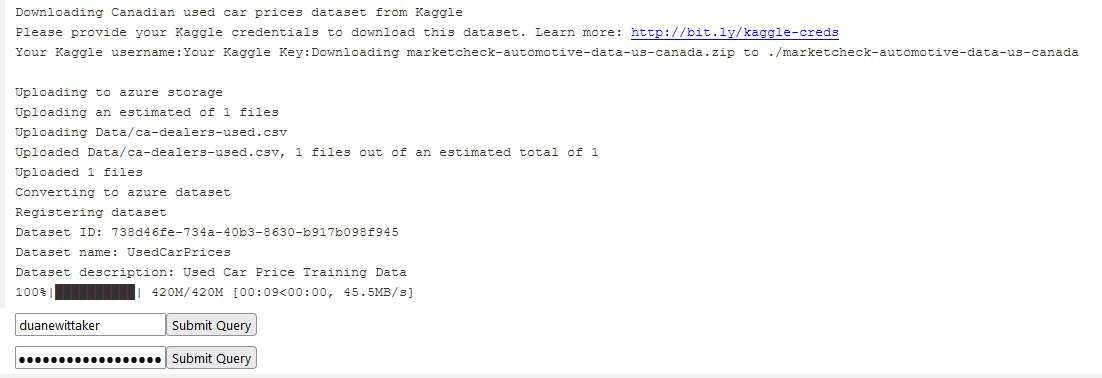 Downloading Canadian used car prices dataset from Kaggle
Please provide your Kaggle credentials to download this dataset. Learn more: http://bit.ly/kaggle-creds
Your Kaggle username:Your Kaggle Key:Downloading marketcheck-automotive-data-us-canada.zip to ./marketcheck-automotive-data-us-canada
Uploading to azure storage
Uploading an estimated of 1 files
Uploading Data/ca-dealers-used.csv
Uploaded Data/ca-dealers-used.csv, 1 files out of an estimated total of 1
Uploaded 1 files
Converting to azure dataset
Registering dataset
Dataset ID: 738d46fe-734a-40b3-8630-b917b098f945
Dataset name: UsedCarPrices
Dataset description: Used Car Price Training Data
100%|██████████| 420M/420M [00:09<00:00, 45.5MB/s]
duanewittaker Submit Query
●●●●●●●●●●●●●●●●●● Submit Query